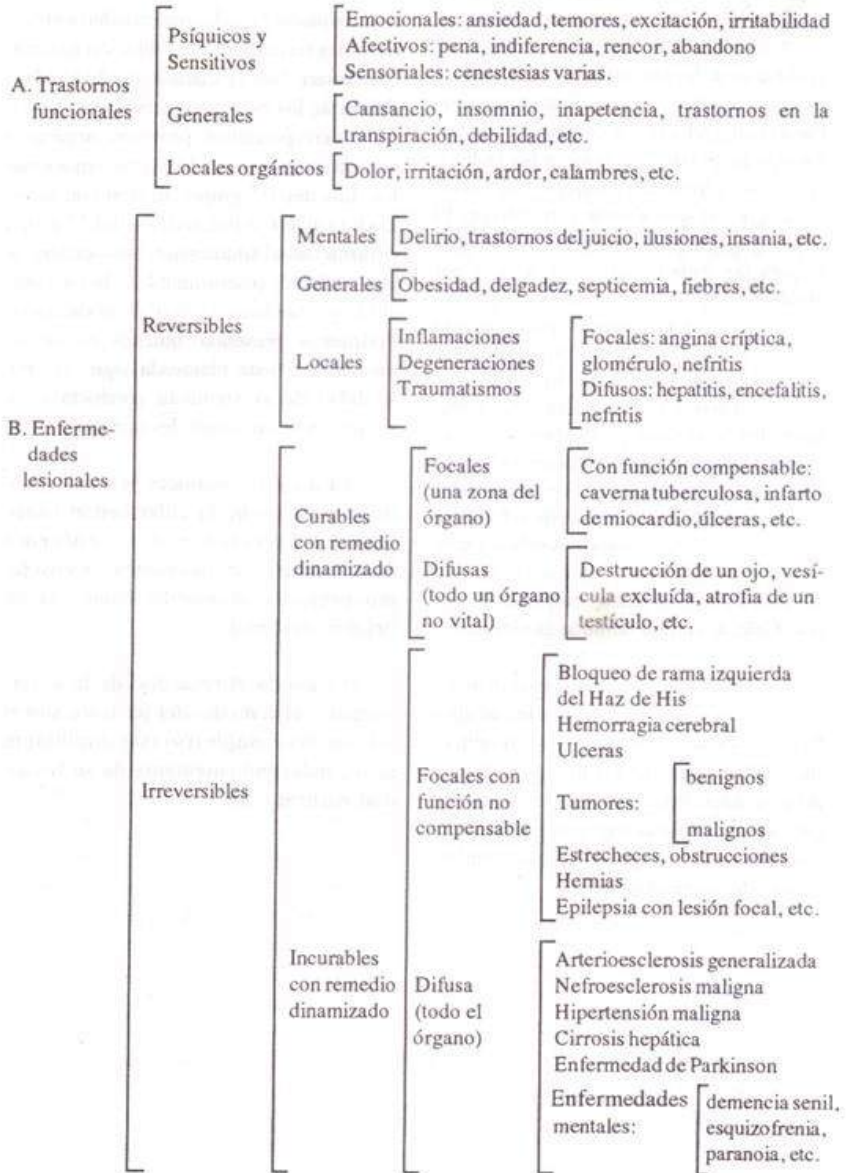 Psíquicos y
Sensitivos
Emocionales: ansiedad, temores, excitación, irritabilidad
Afectivos: pena, indiferencia, rencor, abandono
Sensoriales: cenestesias varias.
A. Trastornos
funcionales
Generales
Cansancio, insomnio, inapetencia, trastornos en la
transpiración, debilidad, etc.
Locales orgánicos
Dolor, irritación, ardor, calambres, etc.
B. Enferme-
dades
lesionales
Reversibles
Mentales
Delirio, trastornos del juicio, ilusiones, insania, etc.
Generales
Obesidad, delgadez, septicemia, fiebres, etc.
Locales
Inflamaciones
Degeneraciones
Traumatismos
Focales: angina críptica,
glomérulo, nefritis
Difusos: hepatitis, encefalitis,
nefritis
Irreversibles
Curables
con remedio
dinamizado
Focales
(una zona del
órgano)
Con función compensable:
caverna tuberculosa, infarto
de miocardio, úlceras, etc.
Difusas
(todo un órgano
no vital)
Destrucción de un ojo, vesí-
cula excluída, atrofia de un
testículo, etc.
Incurables
con remedio
dinamizado
Focales con
función no
compensable
Bloqueo de rama izquierda
del Haz de His
Hemorragia cerebral
Ulceras
Tumores:
benignos
malignos
Estrecheces, obstrucciones
Hernias
Epilepsia con lesión focal, etc.
Difusa
(todo el
órgano)
Arterioesclerosis generalizada
Nefroesclerosis maligna
Hipertensión maligna
Cirrosis hepática
Enfermedad de Parkinson
Enfermedades
mentales:
demencia senil,
esquizofrenia,
paranoia, etc.